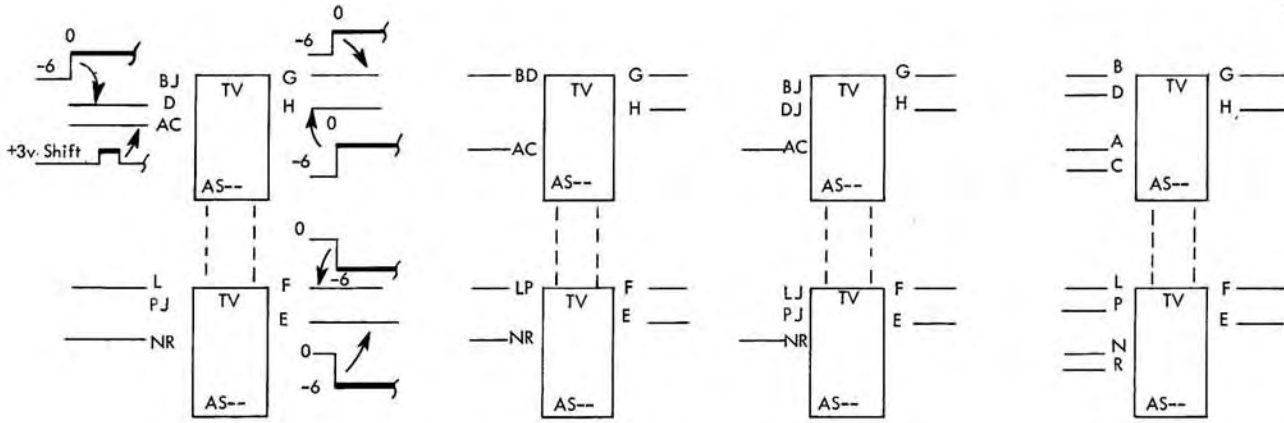 0
-6
BJ
D
AC
+3v. Shift
TV
AS--
0
-6
G
H
0
-6
L
PJ
NR
TV
AS--
0
-6
F
E
0
-6
BD
AC
TV
AS--
G
H
LP
NR
TV
AS--
F
E
BJ
DJ
AC
TV
AS--
G
H
LJ
PJ
NR
TV
AS--
F
E
B
D
A
C
TV
AS--
G
H
L
P
N
R
TV
AS--
F
E